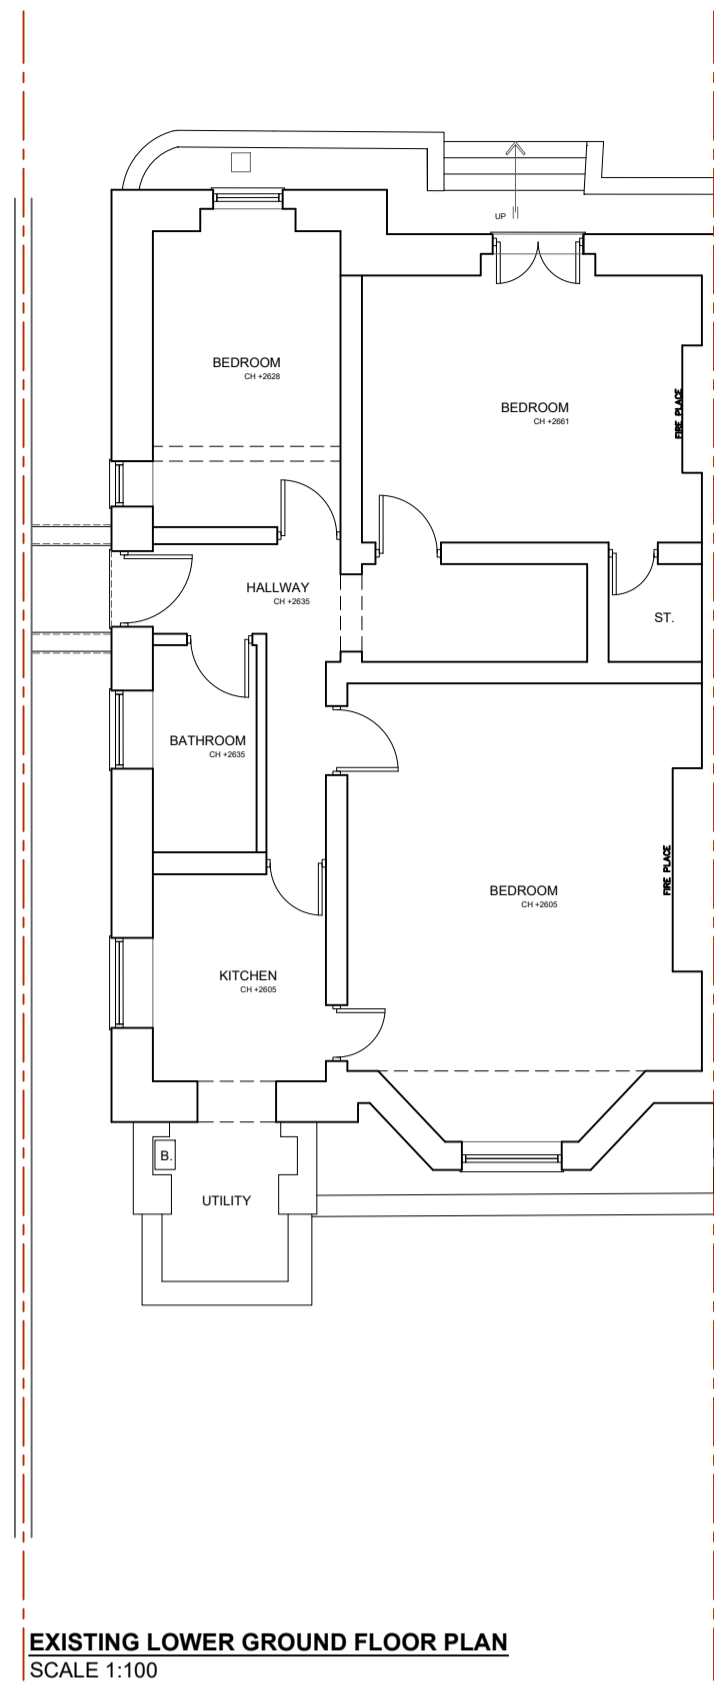 UP
BEDROOM
CH +2628
BEDROOM
CH +2661
FIRE PLACE
HALLWAY
CH +2635
ST.
BATHROOM
CH +2635
FIRE PLACE
BEDROOM
CH +2605
KITCHEN
CH +2605
B.
UTILITY
EXISTING LOWER GROUND FLOOR PLAN
SCALE 1:100